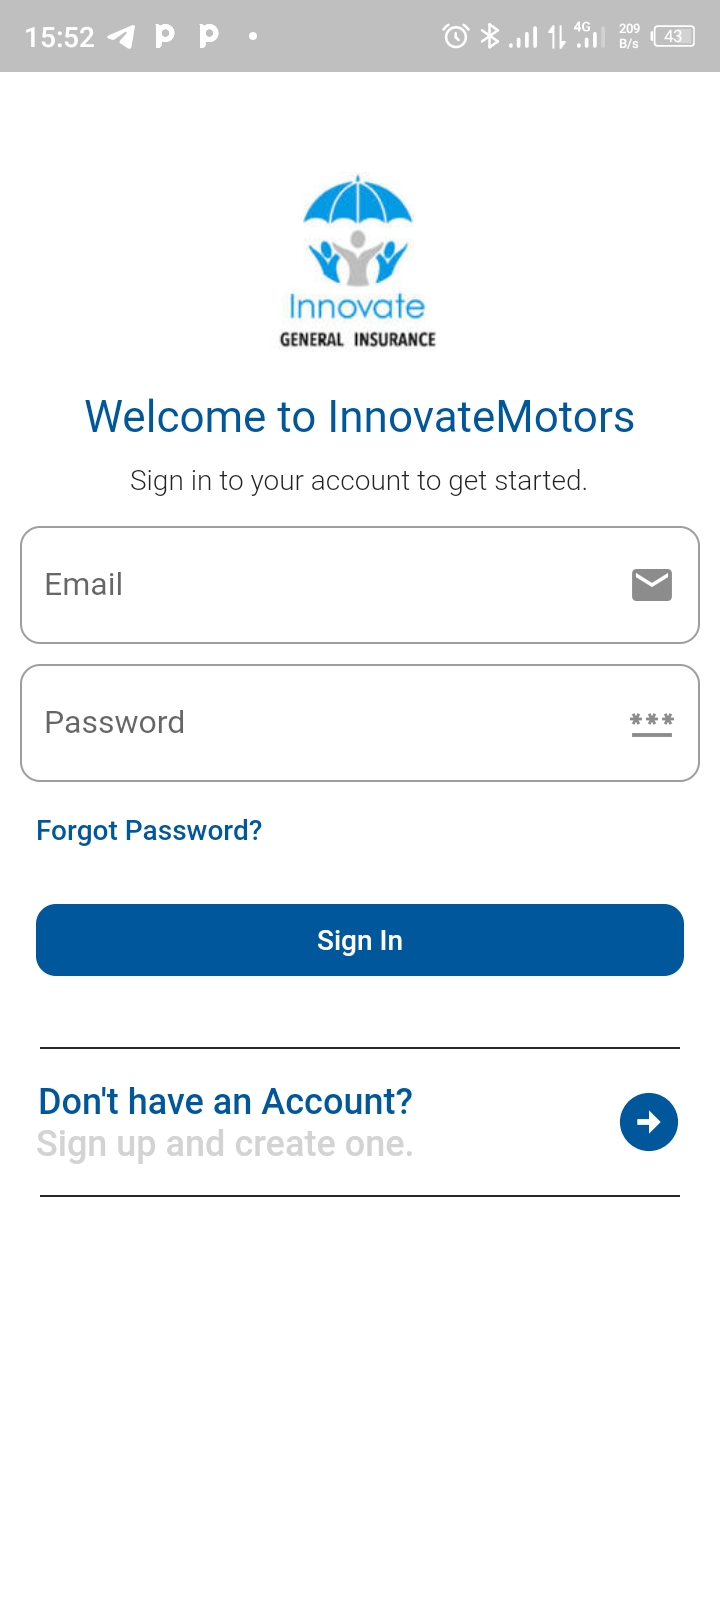 15:52
4G
209
B/s
43
Innovate
GENERAL INSURANCE
Welcome to InnovateMotors
Sign in to your account to get started.
Email
Password
***
Forgot Password?
Sign In
Don't have an Account?
Sign up and create one.